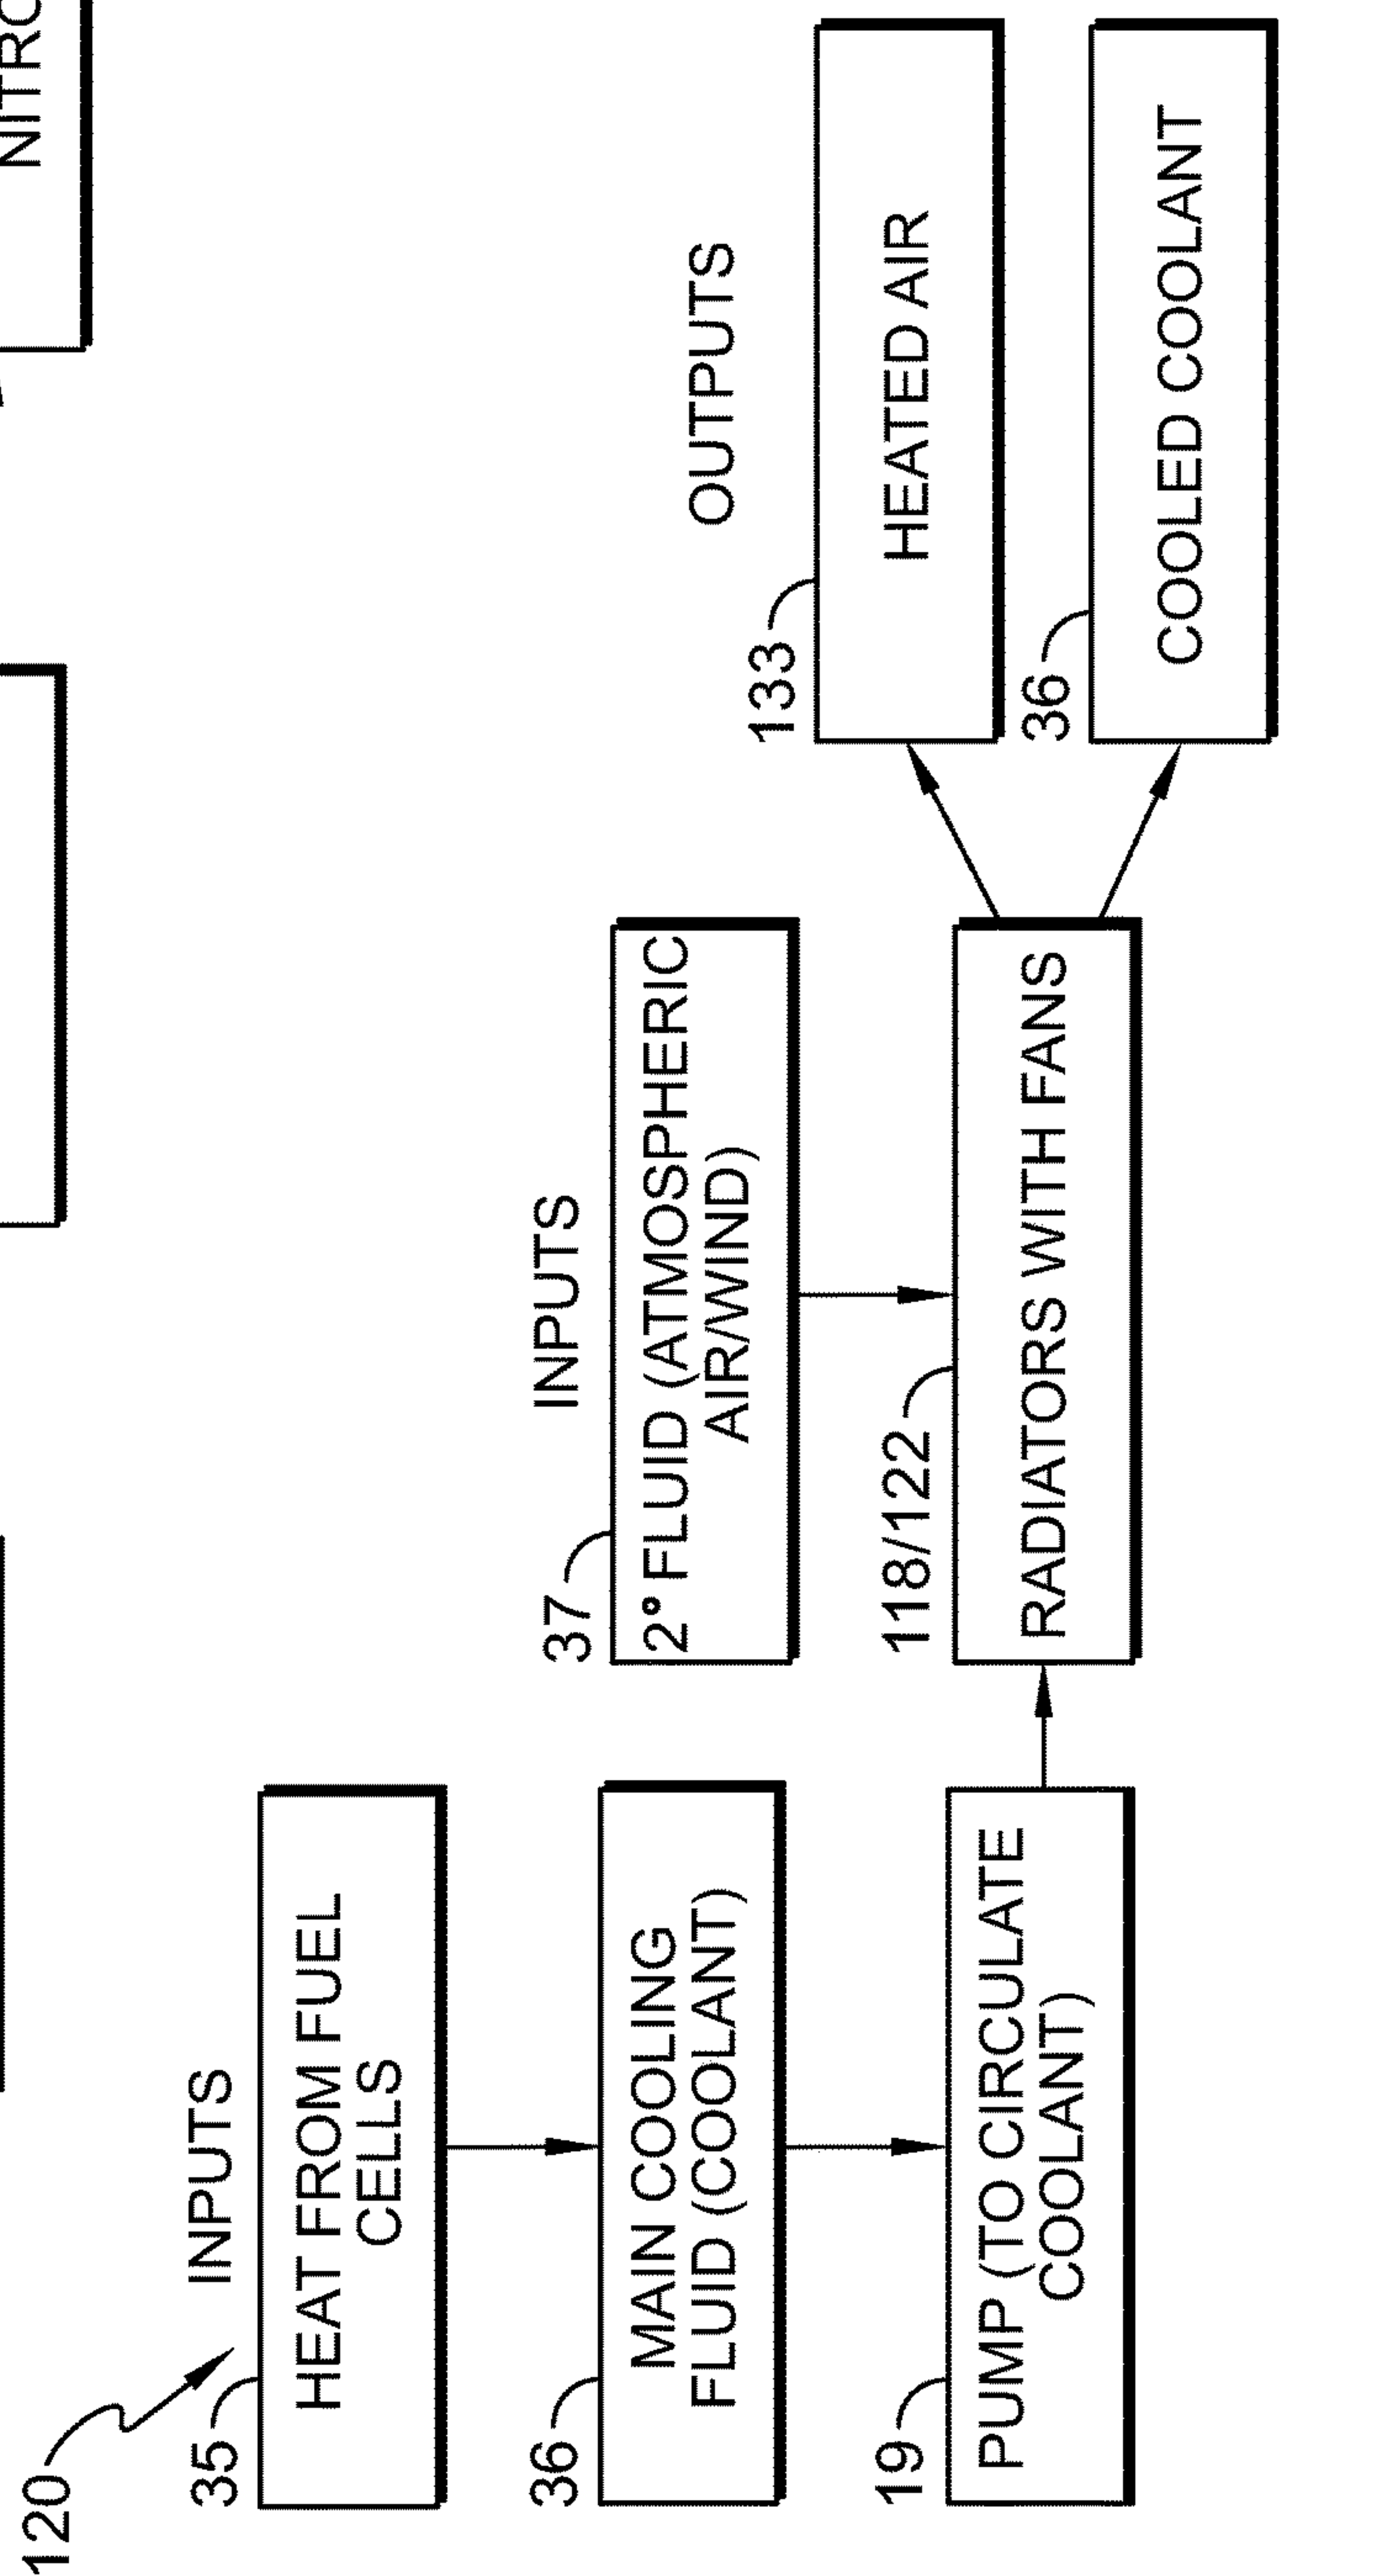 120
INPUTS
35
HEAT FROM FUEL
CELLS
36
MAIN COOLING
FLUID (COOLANT)
19
PUMP (TO CIRCULATE
COOLANT)
INPUTS
37
2° FLUID (ATMOSPHERIC
AIR/WIND)
118/122
RADIATORS WITH FANS
OUTPUTS
133
HEATED AIR
36
COOLED COOLANT